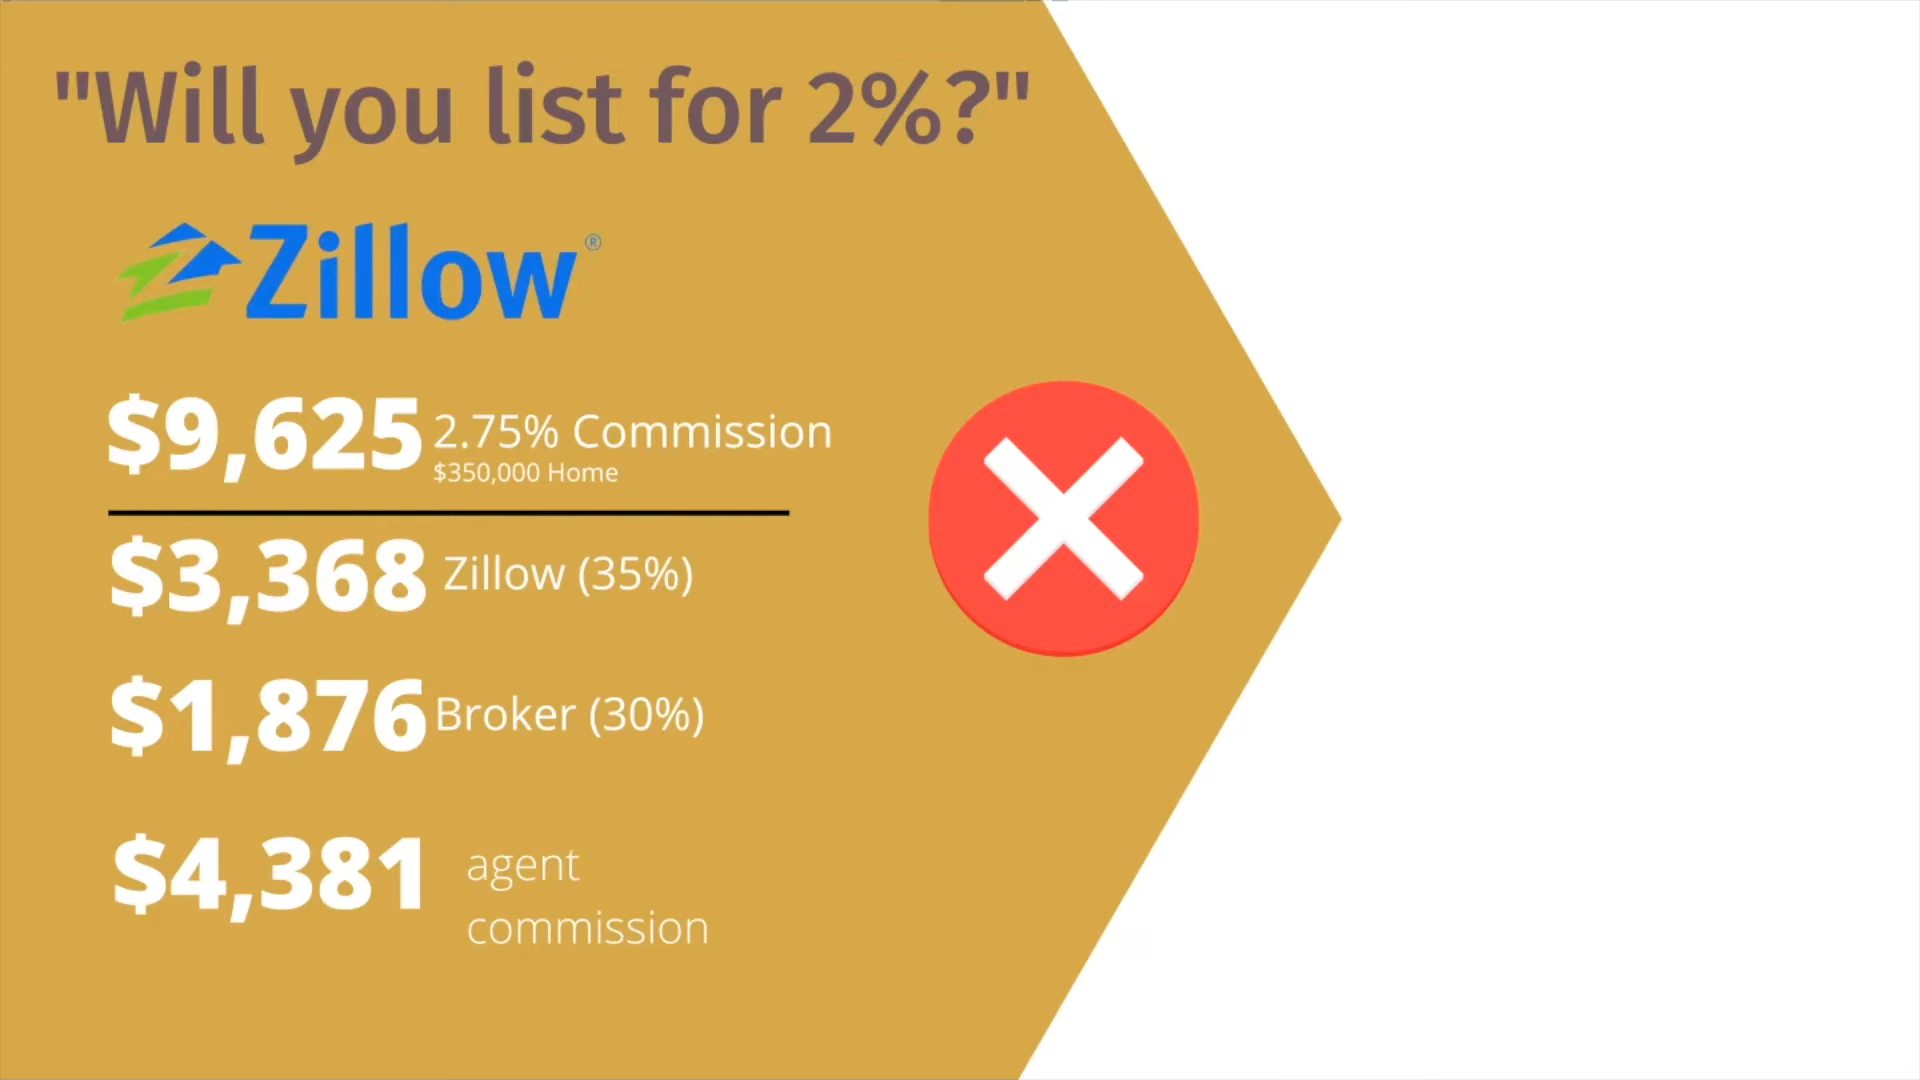 "Will you list for 2%?"
Zillow®
$9,625 2.75% Commission
$350,000 Home
$3,368 Zillow (35%)
$1,876 Broker (30%)
$4,381 agent
commission